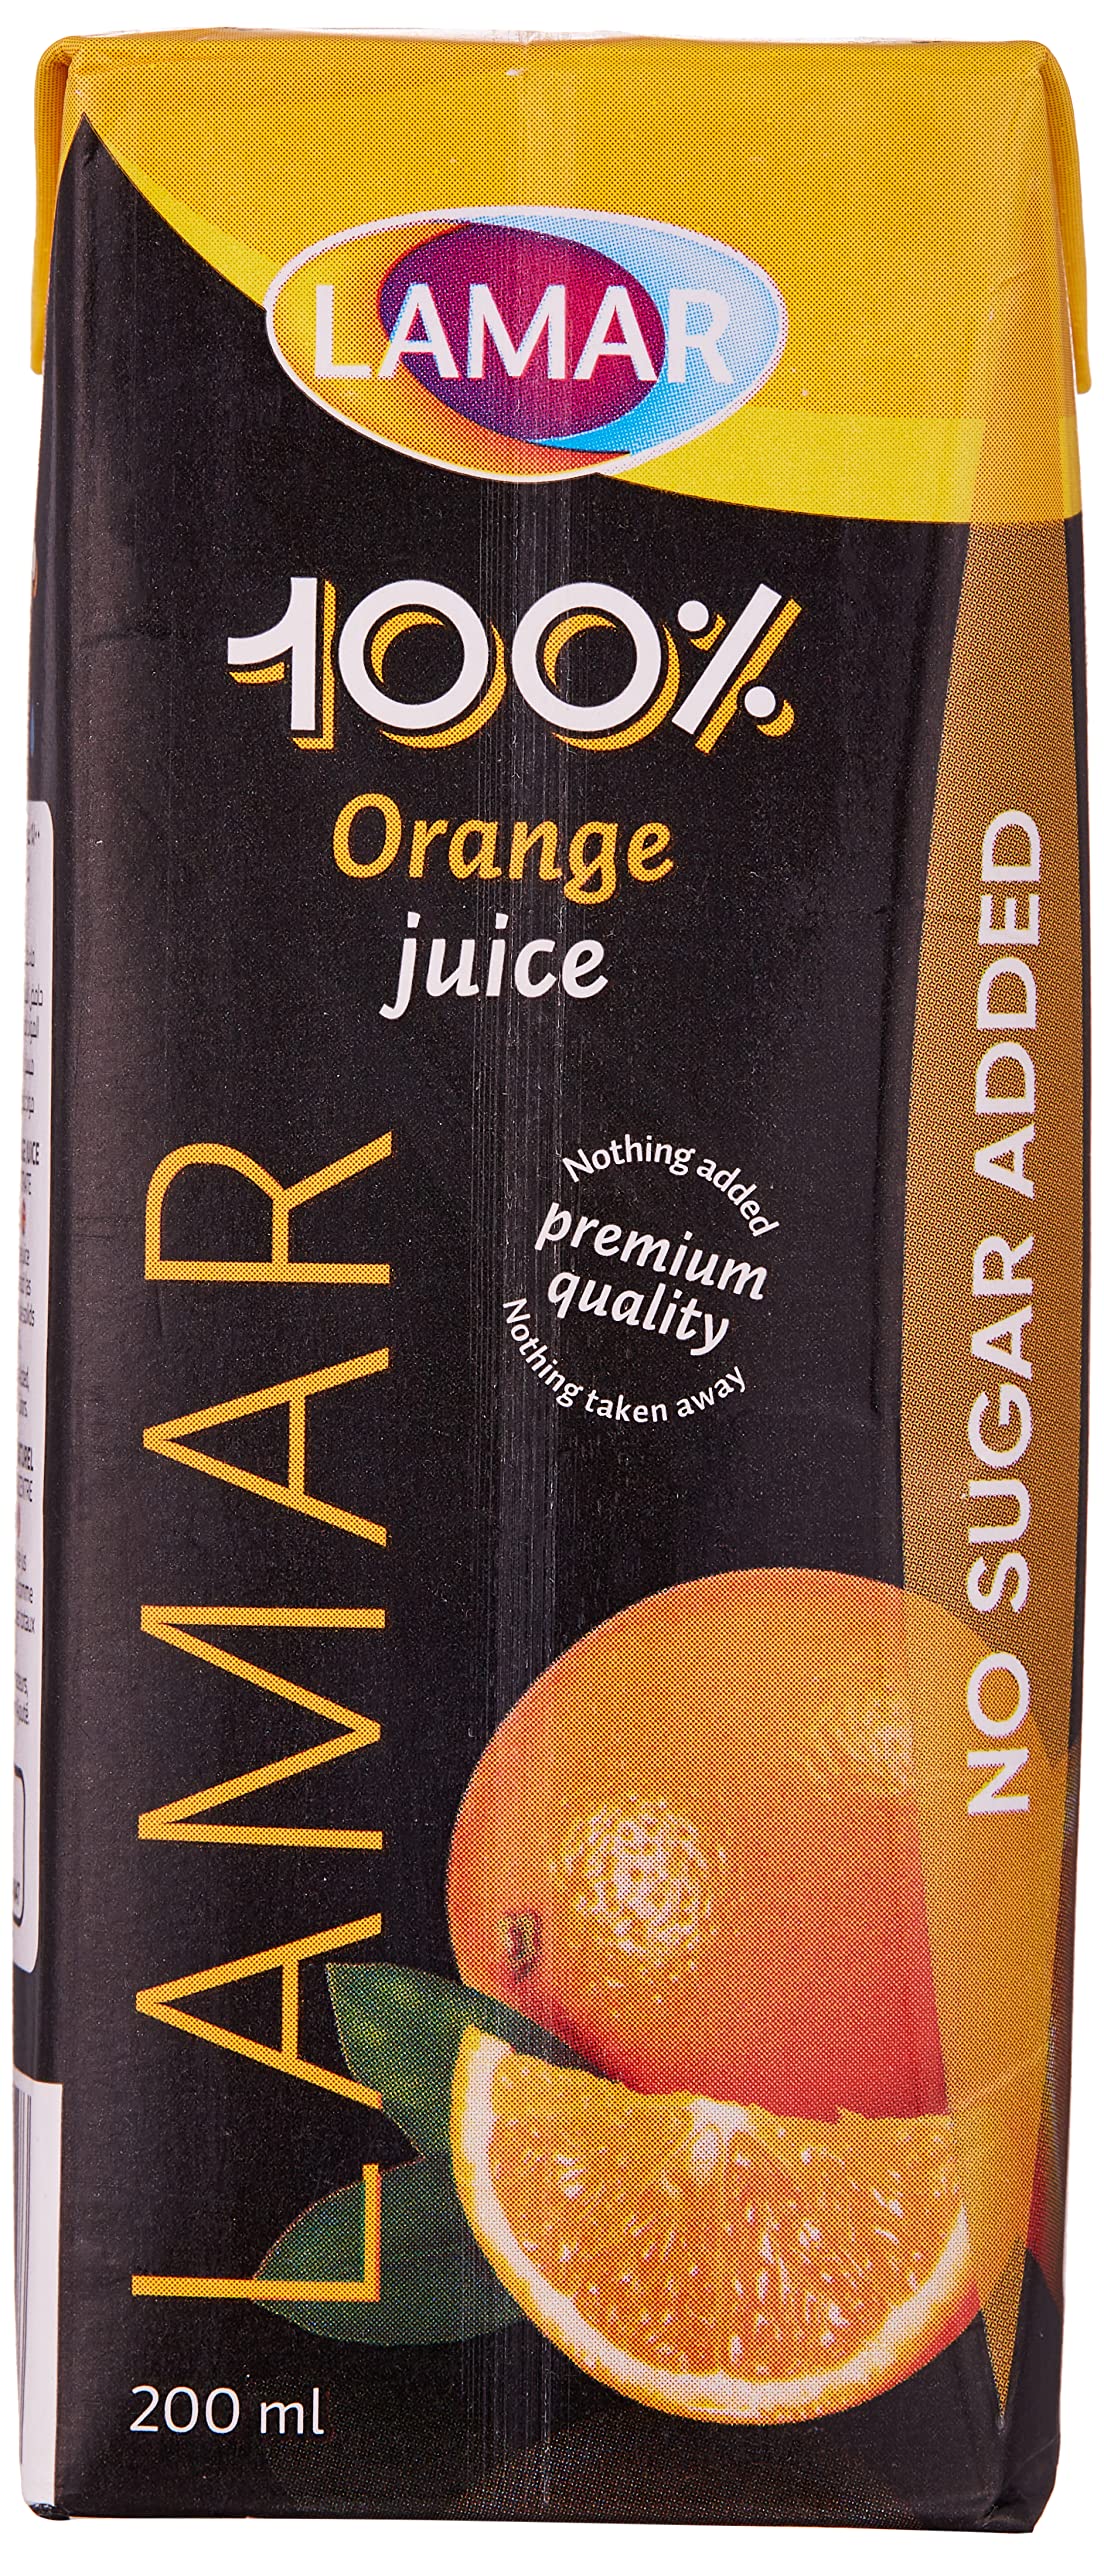 LAMAR
100%
Orange
juice
Nothing added
premium
quality
Nothing taken away
LAMAR
NO SUGAR ADDED
200 ml